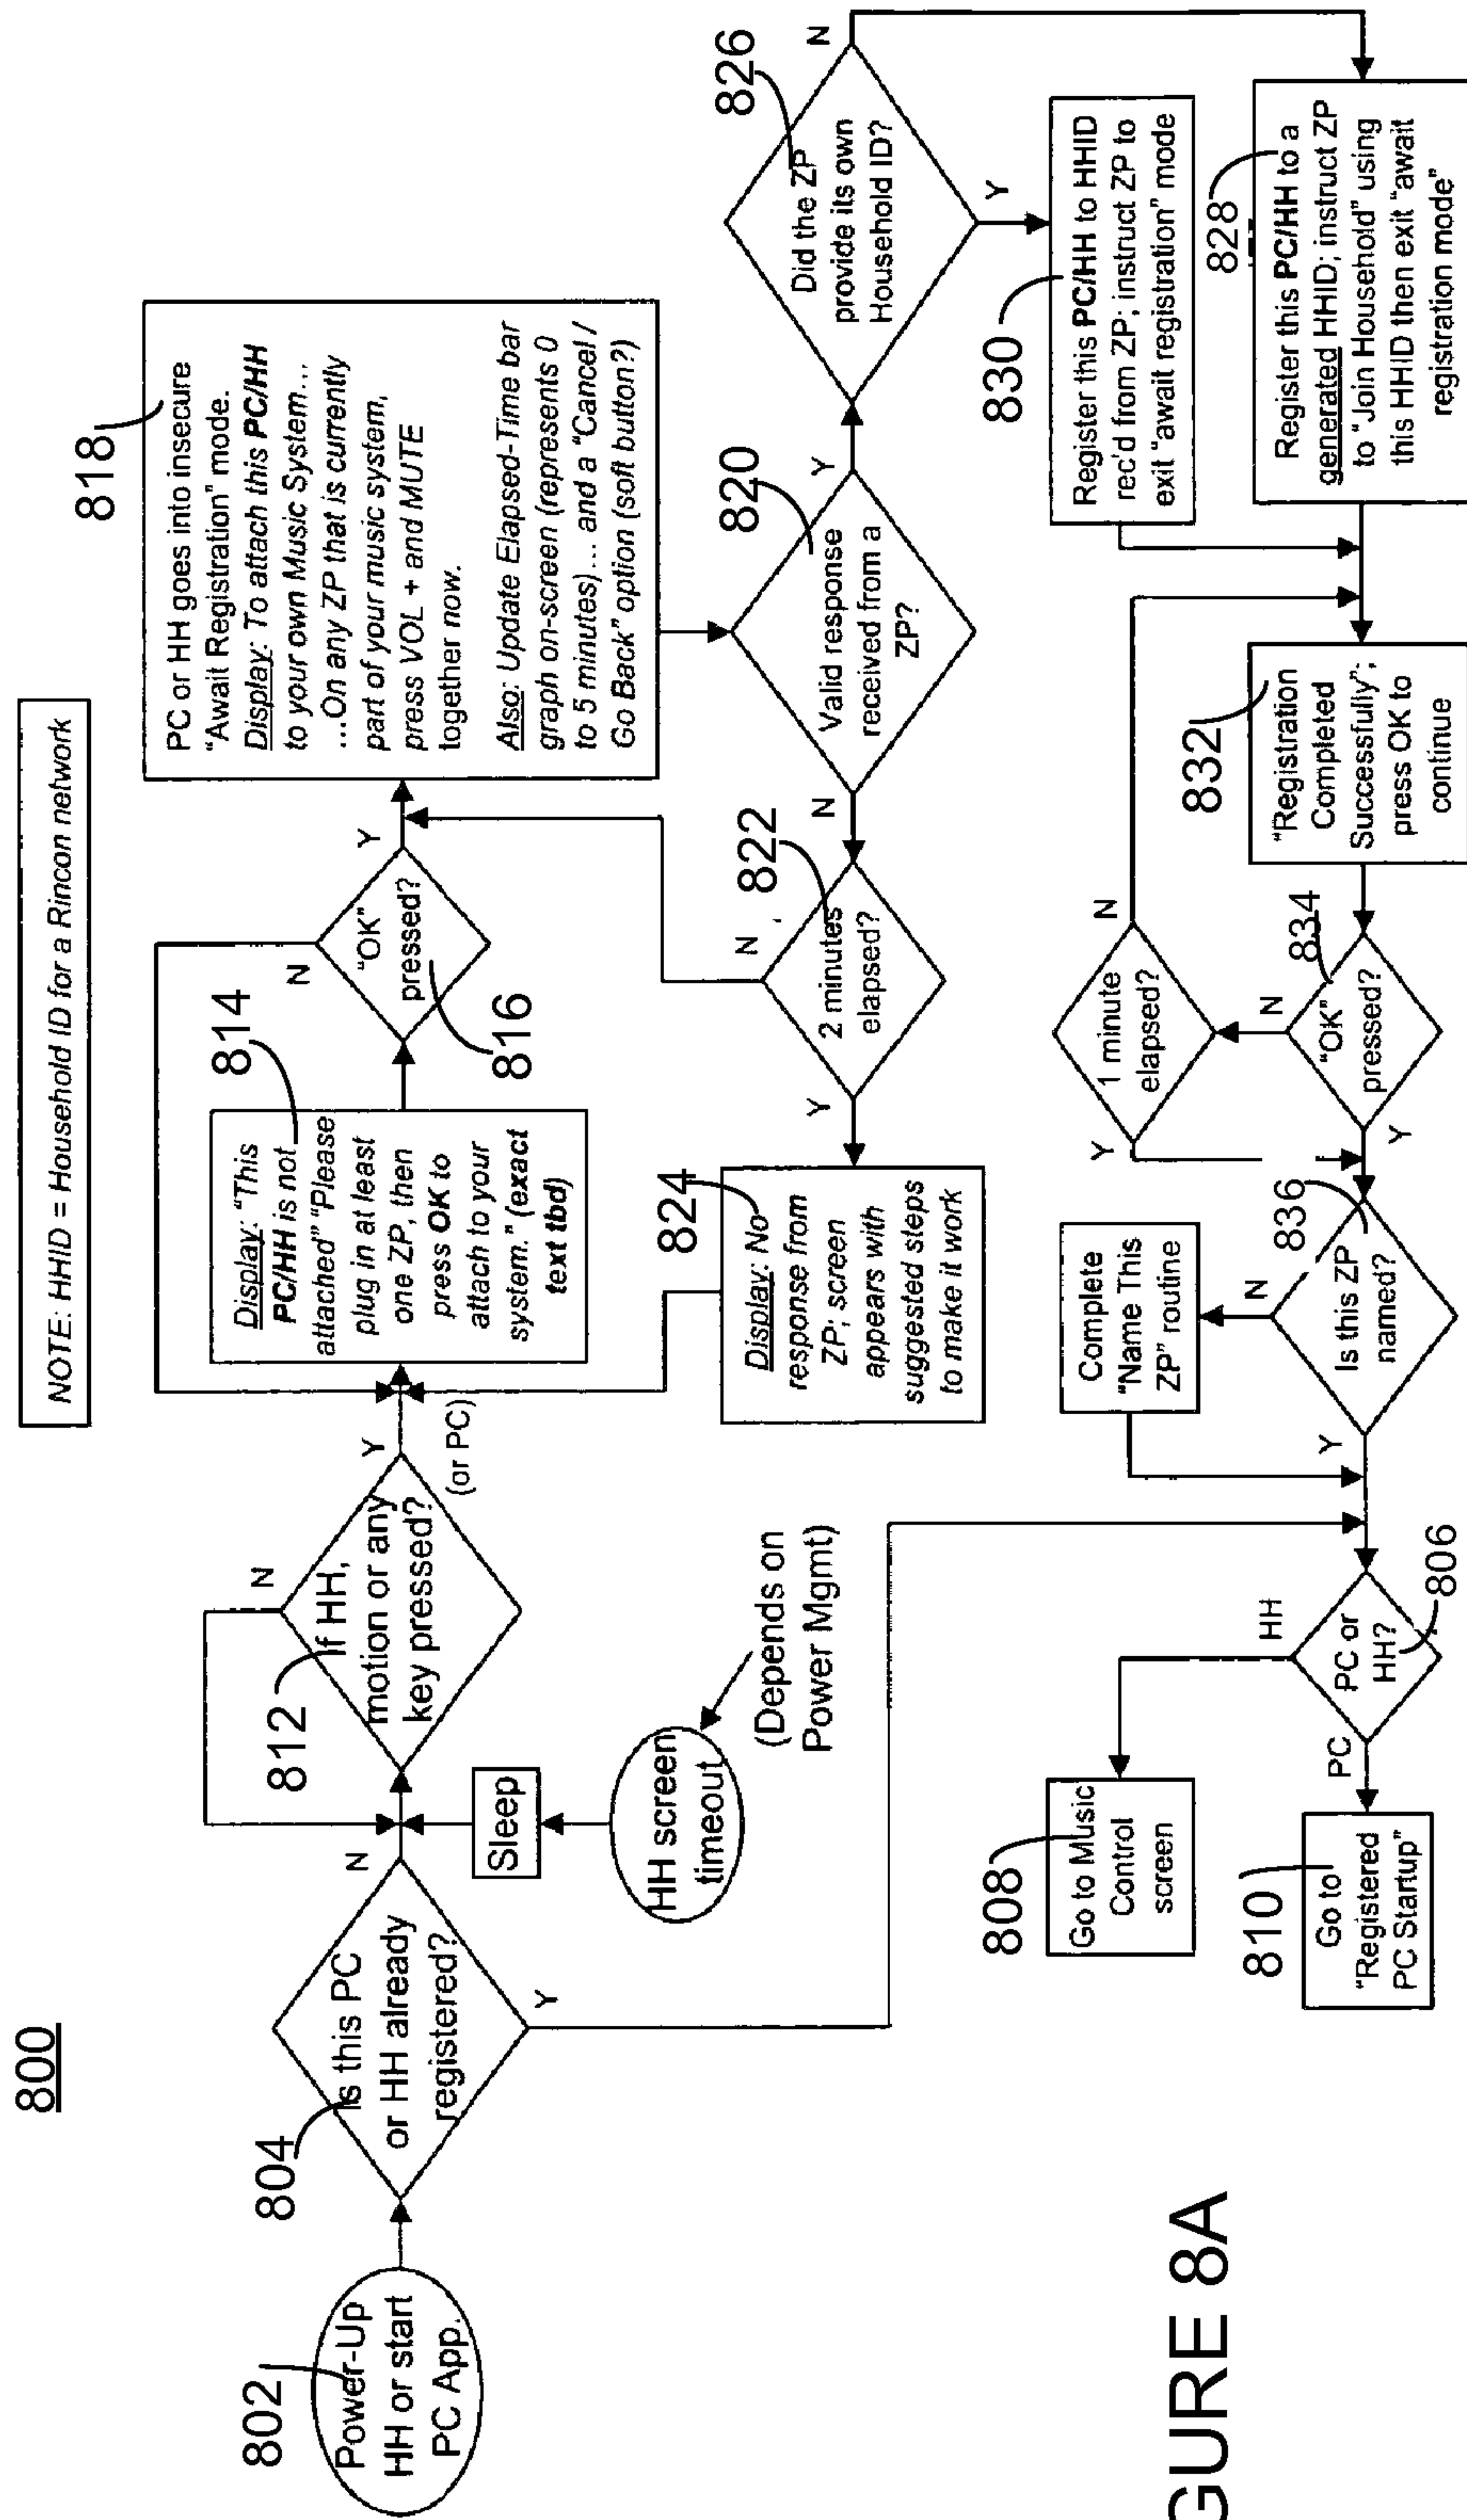 800
NOTE: HHID = Household ID for a Rincon network
802
Power-Up
HH or start
PC App.
804
Is this PC
or HH already
registered?
N
Y
Sleep
HH screen
timeout
(Depends on
Power Mgmt)
812
If HH,
motion or any
key pressed?
N
Y
(or PC)
814
Display: "This
PC/HH is not
attached" "Please
plug in at least
one ZP, then
press OK to
attach to your
system." (exact
text tbd)
816
"OK"
pressed?
N
Y
818
PC or HH goes into insecure
"Await Registration" mode.
Display: To attach this PC/HH
to your own Music System...
...On any ZP that is currently
part of your music system,
press VOL + and MUTE
together now.
Also: Update Elapsed-Time bar
graph on-screen (represents 0
to 5 minutes)... and a "Cancel /
Go Back" option (soft button?)
820
Valid response
received from a
ZP?
N
Y
822
2 minutes
elapsed?
N
Y
824
Display: No
response from
ZP; screen
appears with
suggested steps
to make it work
826
Did the ZP
provide its own
Household ID?
N
Y
830
Register this PC/HH to HHID
rec'd from ZP; instruct ZP to
exit "await registration" mode
828
Register this PC/HH to a
generated HHID; instruct ZP
to "Join Household" using
this HHID then exit "await
registration mode"
832
"Registration
Completed
Successfully";
press OK to
continue
834
"OK"
pressed?
N
Y
1 minute
elapsed?
N
Y
836
Is this ZP
named?
N
Y
Complete
"Name This
ZP" routine
806
PC or
HH?
HH
PC
808
Go to Music
Control
screen
810
Go to
"Registered
PC Startup"
GURE 8A